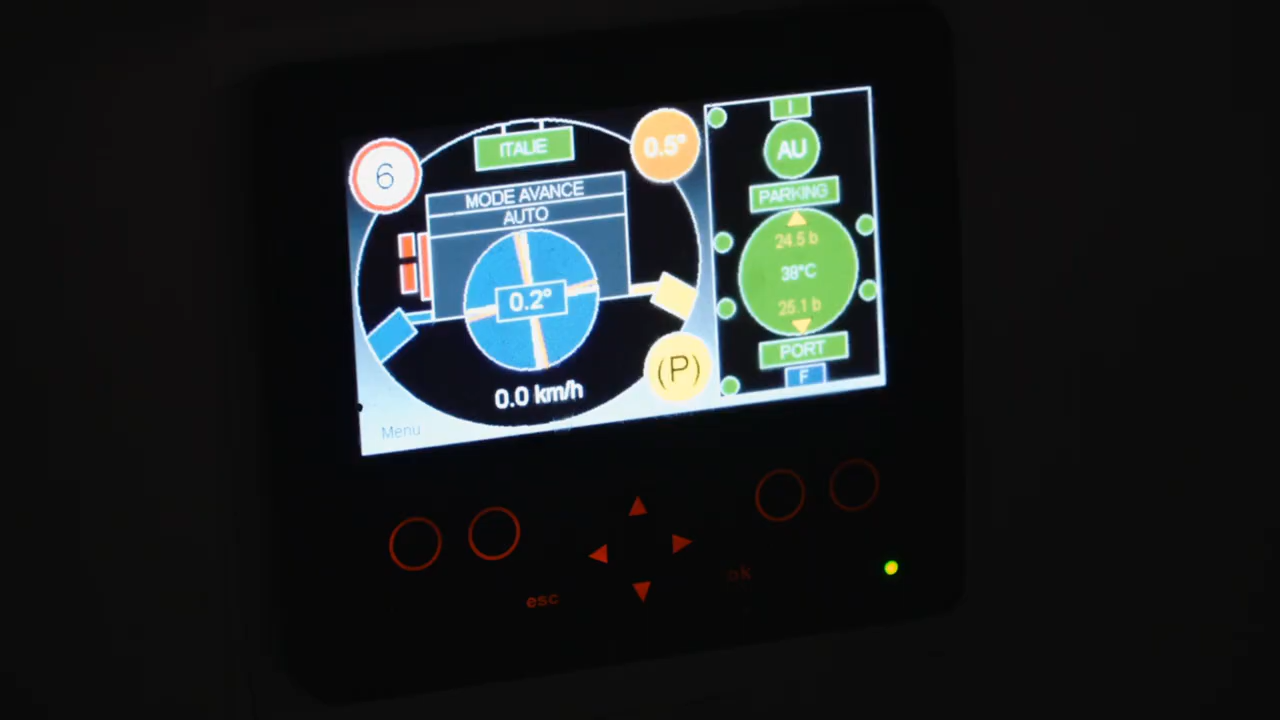 6
ITALIE
0.5°
MODE AVANCE
AUTO
0.2°
0.0 km/h
(P)
Menu
I
AU
PARKING
24.5 b
38°C
25.1 b
PORT
F
esc
ok